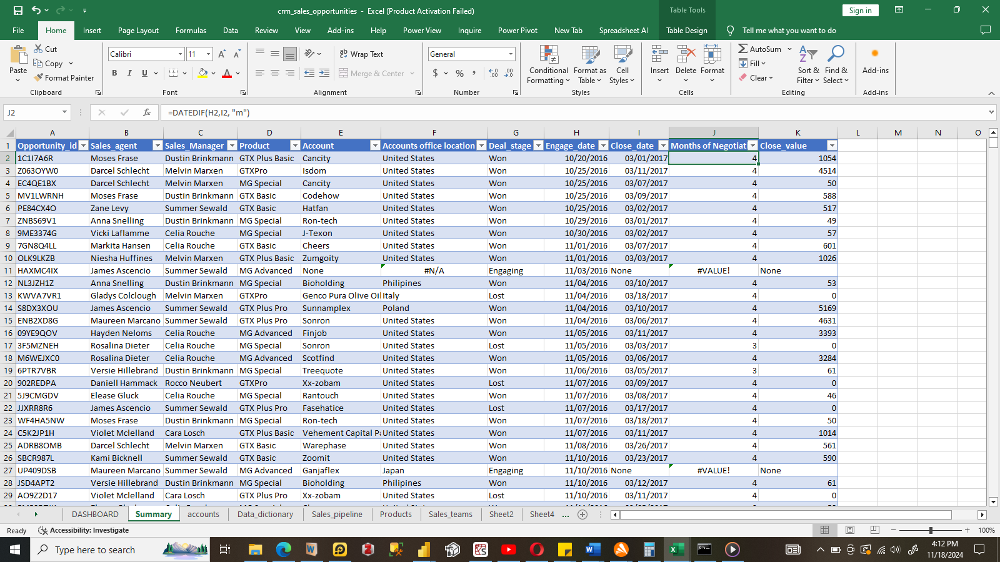 crm_sales_opportunities - Excel (Product Activation Failed)
Table Tools
Sign in
File Home Insert Page Layout Formulas Data Review View Add-ins Help Power View Inquire Power Pivot New Tab Spreadsheet AI Table Design Tell me what you want to do
Paste
Cut
Copy
Format Painter
Calibri 11
B I U
Wrap Text
Merge & Center
General
$ % ,
Conditional Formatting
Format as Table
Cell Styles
Insert Delete Format
AutoSum
Fill
Clear
Sort & Filter
Find & Select
Add-ins
Clipboard Font Alignment Number Styles Cells Editing Add-ins
J2 fx =DATEDIF(H2,I2, "m")
A B C D E F G H I J K L M N O
1 Opportunity_id Sales_agent Sales_Manager Product Account Accounts office location Deal_stage Engage_date Close_date Months of Negotiati Close_value
2 1C1I7A6R Moses Frase Dustin Brinkmann GTX Plus Basic Cancity United States Won 10/20/2016 03/01/2017 4 1054
3 Z063OYW0 Darcel Schlecht Melvin Marxen GTXPro Isdom United States Won 10/25/2016 03/11/2017 4 4514
4 EC4QE1BX Darcel Schlecht Melvin Marxen MG Special Cancity United States Won 10/25/2016 03/07/2017 4 50
5 MV1LWRNH Moses Frase Dustin Brinkmann GTX Basic Codehow United States Won 10/25/2016 03/09/2017 4 588
6 PE84CX4O Zane Levy Summer Sewald GTX Basic Hatfan United States Won 10/25/2016 03/02/2017 4 517
7 ZNBS69V1 Anna Snelling Dustin Brinkmann MG Special Ron-tech United States Won 10/29/2016 03/01/2017 4 49
8 9ME3374G Vicki Laflamme Celia Rouche MG Special J-Texon United States Won 10/30/2016 03/02/2017 4 57
9 7GN8Q4LL Markita Hansen Celia Rouche GTX Basic Cheers United States Won 11/01/2016 03/07/2017 4 601
10 OLK9LKZB Niesha Huffines Melvin Marxen GTX Plus Basic Zumgoity United States Won 11/01/2016 03/03/2017 4 1026
11 HAXMC4IX James Ascencio Summer Sewald MG Advanced None #N/A Engaging 11/03/2016 None #VALUE! None
12 NL3JZH1Z Anna Snelling Dustin Brinkmann MG Special Bioholding Philipines Won 11/04/2016 03/10/2017 4 53
13 KWVA7VR1 Gladys Colclough Melvin Marxen GTXPro Genco Pura Olive Oil Italy Lost 11/04/2016 03/18/2017 4 0
14 S8DX3XOU James Ascencio Summer Sewald GTX Plus Pro Sunnamplex Poland Won 11/04/2016 03/10/2017 4 5169
15 ENB2XD8G Maureen Marcano Summer Sewald GTX Plus Pro Sonron United States Won 11/04/2016 03/06/2017 4 4631
16 09YE9QOV Hayden Neloms Celia Rouche MG Advanced Finjob United States Won 11/05/2016 03/11/2017 4 3393
17 3F5MZNEH Rosalina Dieter Celia Rouche MG Special Sonron United States Lost 11/05/2016 03/03/2017 3 0
18 M6WEJXC0 Rosalina Dieter Celia Rouche MG Advanced Scotfind United States Won 11/05/2016 03/06/2017 4 3284
19 6PTR7VBR Versie Hillebrand Dustin Brinkmann MG Special Treequote United States Won 11/06/2016 03/05/2017 3 61
20 902REDPA Daniell Hammack Rocco Neubert GTXPro Xx-zobam United States Lost 11/07/2016 03/09/2017 4 0
21 5J9CMGDV Elease Gluck Celia Rouche MG Special Rantouch United States Won 11/07/2016 03/08/2017 4 46
22 JJXRR8R6 James Ascencio Summer Sewald GTX Plus Pro Fasehatice United States Lost 11/07/2016 03/17/2017 4 0
23 WF4HA5NW Moses Frase Dustin Brinkmann MG Special Ron-tech United States Won 11/07/2016 03/18/2017 4 50
24 C5K2JP1H Violet Mclelland Cara Losch GTX Plus Basic Vehement Capital Pa United States Won 11/07/2016 03/11/2017 4 1014
25 ADRB8OMB Darcel Schlecht Melvin Marxen GTX Basic Warephase United States Won 11/08/2016 03/26/2017 4 561
26 SBCR987L Kami Bicknell Summer Sewald GTX Basic Zoomit United States Won 11/10/2016 03/23/2017 4 590
27 UP409DSB Maureen Marcano Summer Sewald MG Advanced Ganjaflex Japan Engaging 11/10/2016 None #VALUE! None
28 JSD4APT2 Versie Hillebrand Dustin Brinkmann MG Special Bioholding Philipines Won 11/10/2016 03/12/2017 4 61
29 AO9Z2D17 Violet Mclelland Cara Losch GTX Plus Pro Xx-zobam United States Lost 11/10/2016 03/11/2017 4 0
DASHBOARD Summary accounts Data_dictionary Sales_pipeline Products Sales_teams Sheet2 Sheet4 ...
Ready Accessibility: Investigate 100%
Type here to search
4:12 PM
11/18/2024